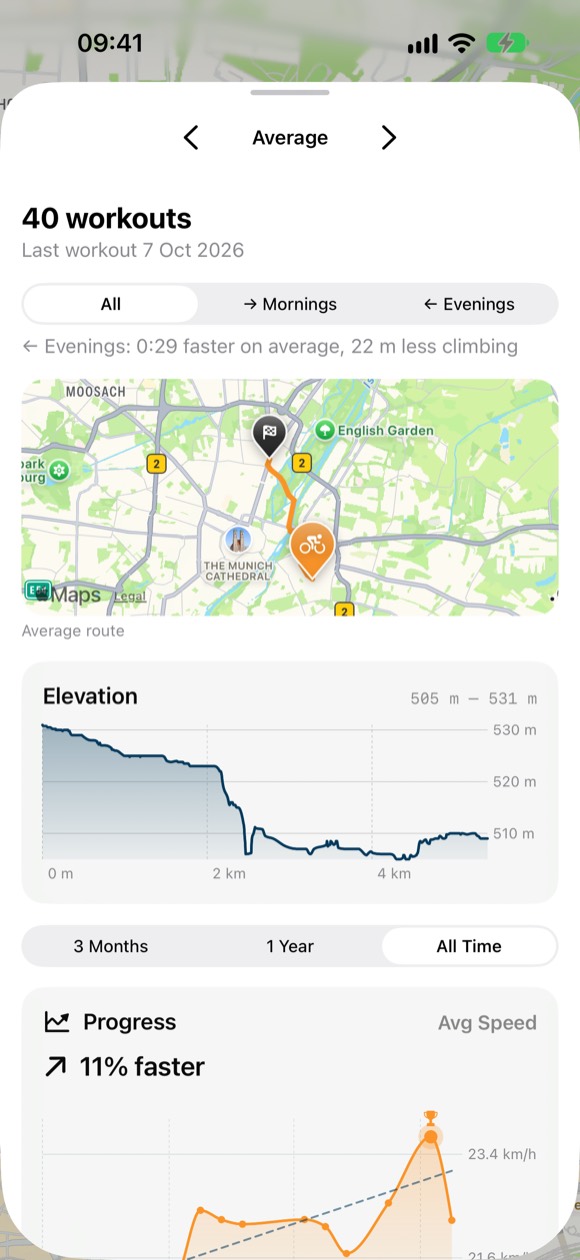 09:41
Average
40 workouts
Last workout 7 Oct 2026
All
→ Mornings
← Evenings
← Evenings: 0:29 faster on average, 22 m less climbing
MOOSACH
English Garden
2
2
THE MUNICH
CATHEDRAL
Maps Legal
2
Average route
Elevation
505 m – 531 m
530 m
520 m
510 m
0 m
2 km
4 km
3 Months
1 Year
All Time
Progress
Avg Speed
↗ 11% faster
23.4 km/h